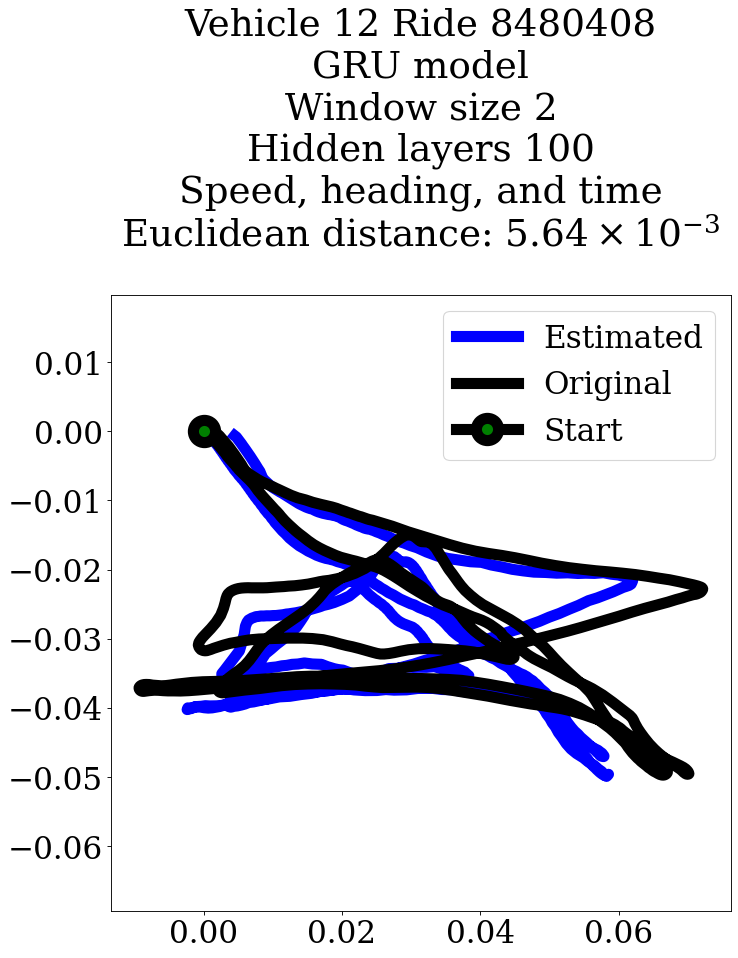 Vehicle 12 Ride 8480408
GRU model
Window size 2
Hidden layers 100
Speed, heading, and time
Euclidean distance: 5.64 × 10⁻³
Estimated
Original
Start
0.01
0.00
−0.01
−0.02
−0.03
−0.04
−0.05
−0.06
0.00 0.02 0.04 0.06